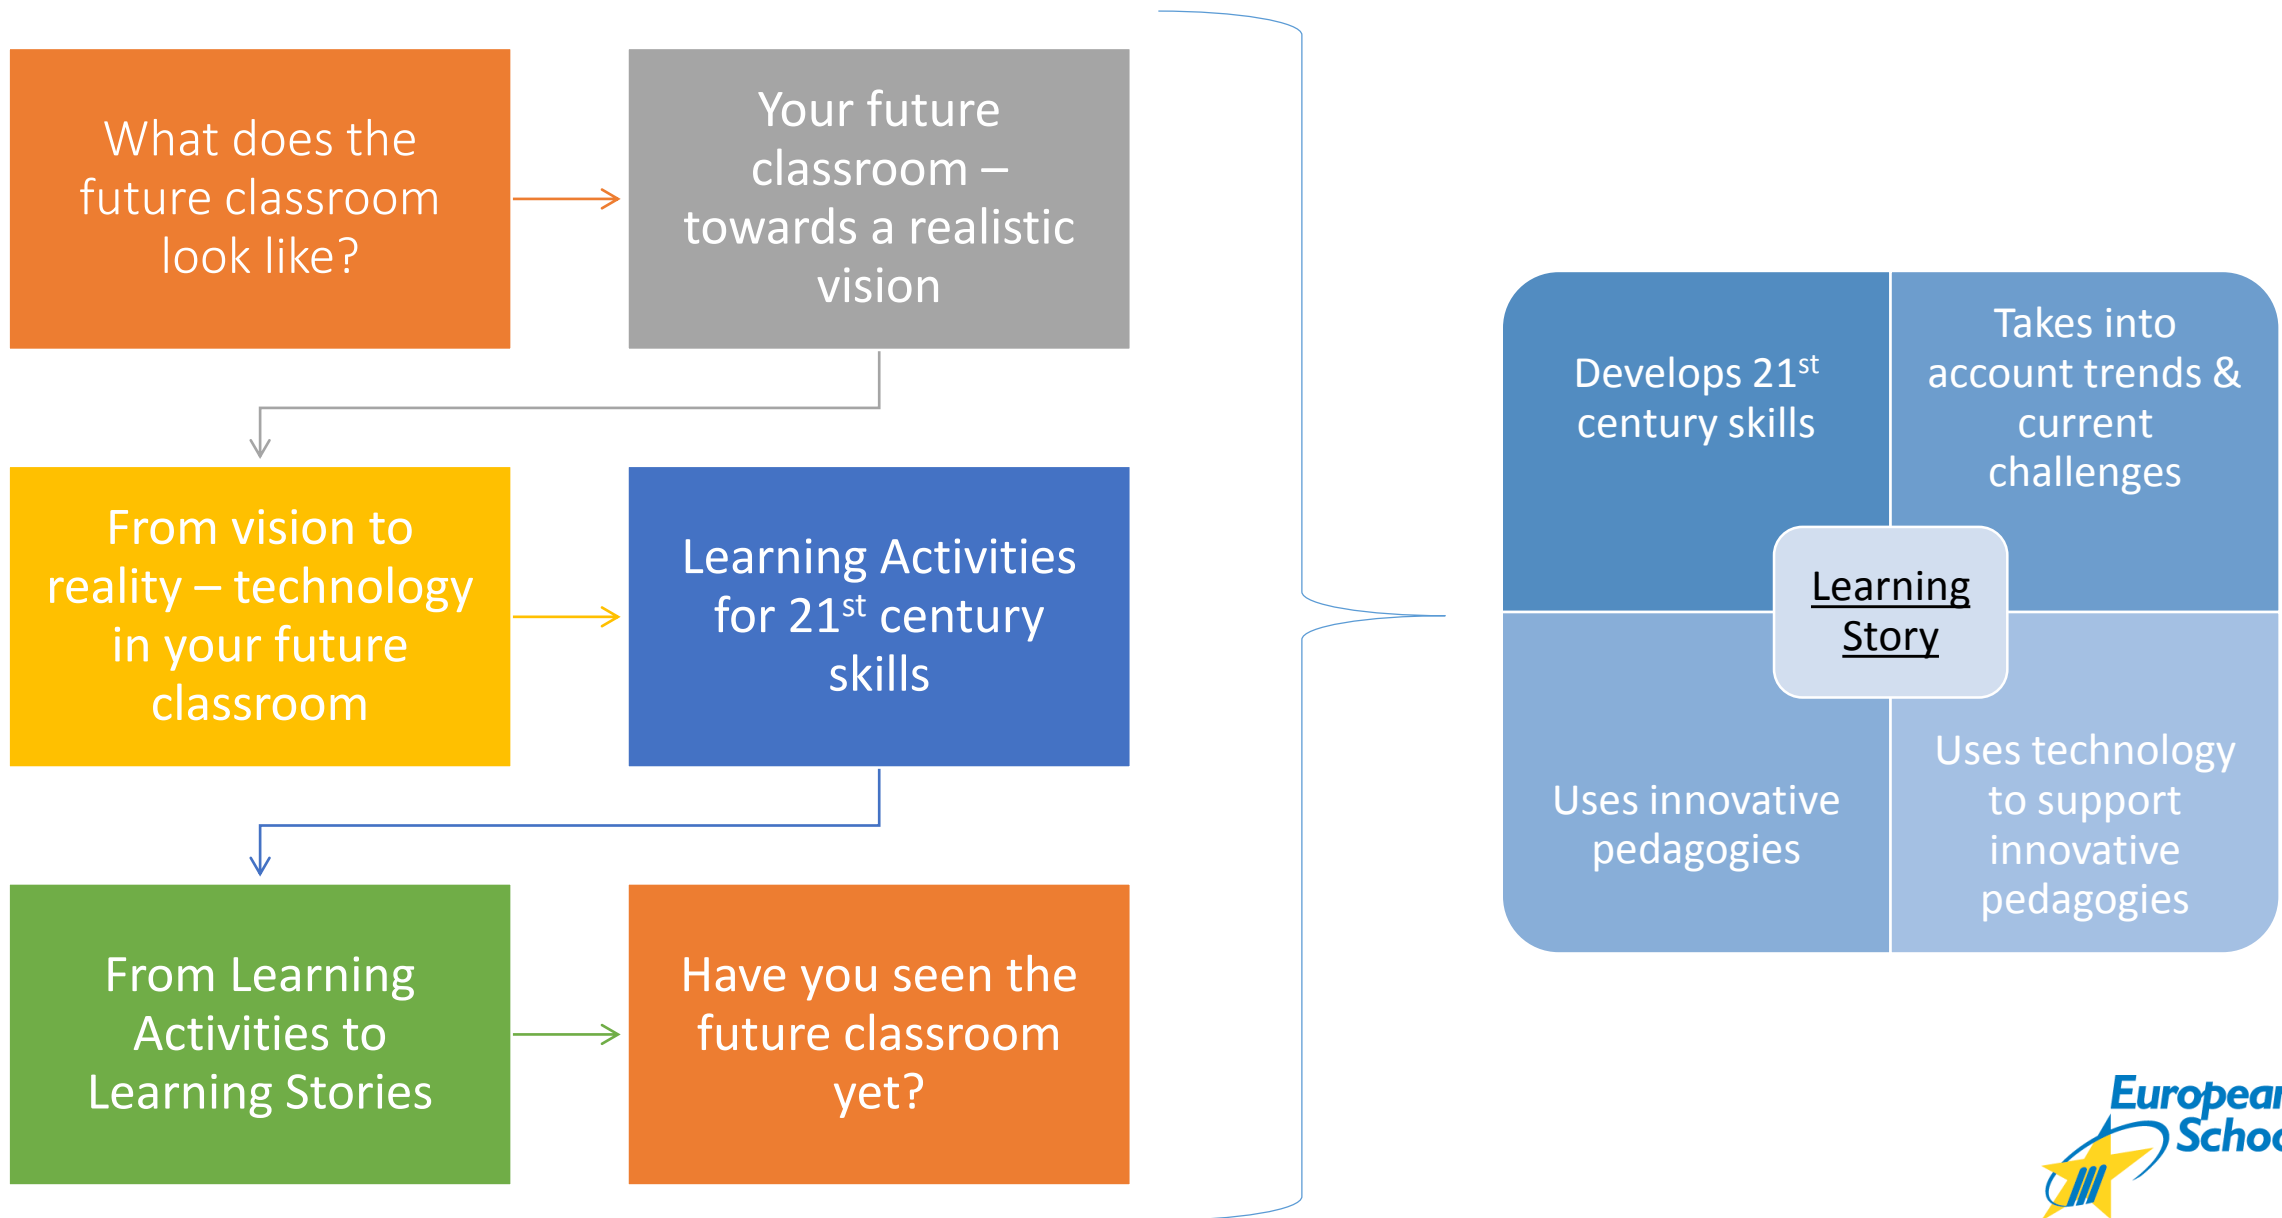 What does the
future classroom
look like?
Your future
classroom –
towards a realistic
vision
From vision to
reality – technology
in your future
classroom
Learning Activities
for 21st century
skills
From Learning
Activities to
Learning Stories
Have you seen the
future classroom
yet?
Develops 21st
century skills
Takes into
account trends &
current
challenges
Learning
Story
Uses innovative
pedagogies
Uses technology
to support
innovative
pedagogies